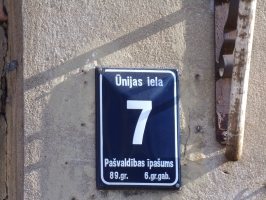 Ūnijas iela
7
Pašvaldības īpašums
89.gr. 6.gr.gab.